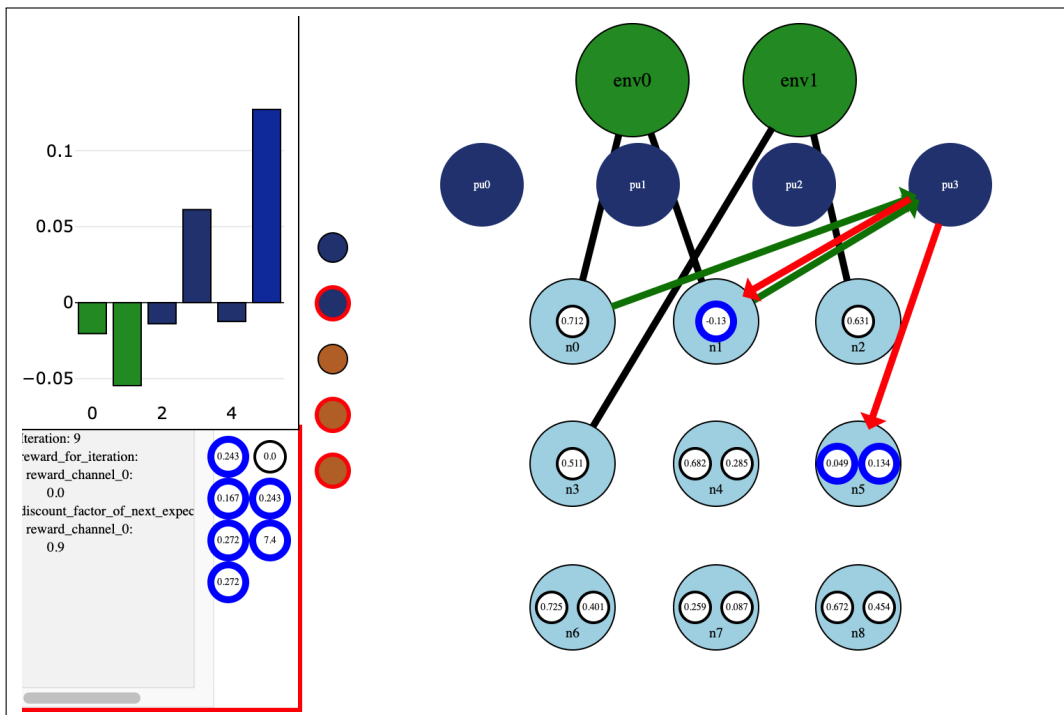 env0 env1
0.1
pu0 pu1 pu2 pu3
0.05
0
0.712 -0.13 0.631
n0 n1 n2
−0.05
0 2 4
Iteration: 9
reward_for_iteration:
reward_channel_0:
0.0
discount_factor_of_next_expec
reward_channel_0:
0.9
0.243 0.0
0.167 0.243
0.272 7.4
0.272
0.511 0.682 0.285 0.049 0.134
n3 n4 n5
0.725 0.401 0.259 0.087 0.672 0.454
n6 n7 n8